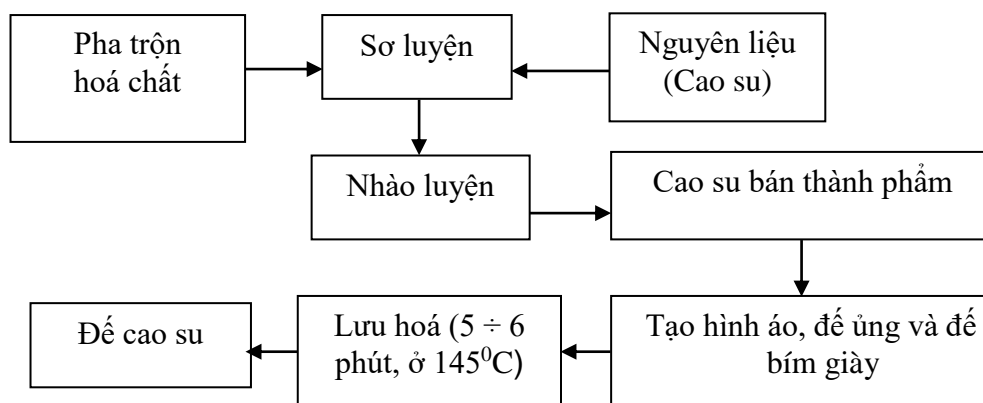 Pha trộn
hoá chất
Sơ luyện
Nguyên liệu
(Cao su)
Nhào luyện
Cao su bán thành phẩm
Đế cao su
Lưu hoá (5 ÷ 6
phút, ở 145⁰C)
Tạo hình áo, đế ủng và đế
bím giày